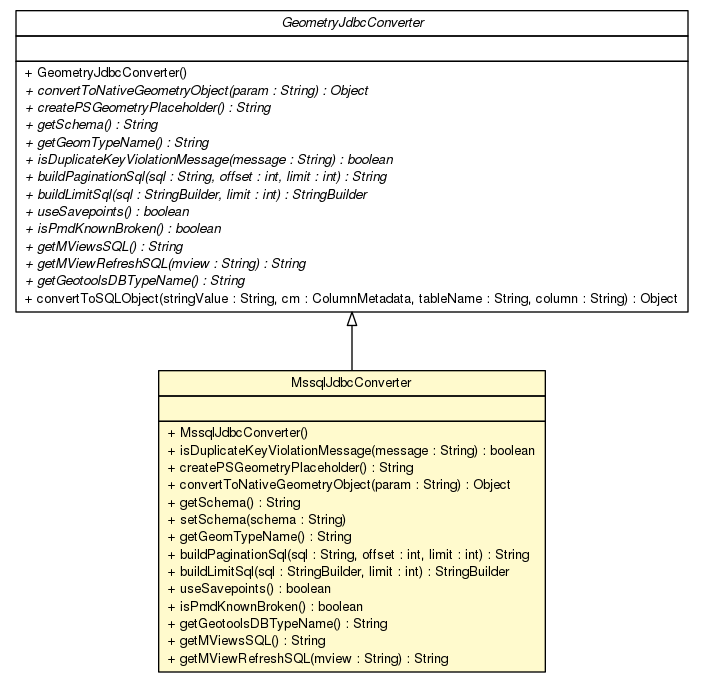 GeometryJdbcConverter
+ GeometryJdbcConverter()
+ convertToNativeGeometryObject(param : String) : Object
+ createPSGeometryPlaceholder() : String
+ getSchema() : String
+ getGeomTypeName() : String
+ isDuplicateKeyViolationMessage(message : String) : boolean
+ buildPaginationSql(sql : String, offset : int, limit : int) : String
+ buildLimitSql(sql : StringBuilder, limit : int) : StringBuilder
+ useSavepoints() : boolean
+ isPmdKnownBroken() : boolean
+ getMViewsSQL() : String
+ getMViewRefreshSQL(mview : String) : String
+ getGeotoolsDBTypeName() : String
+ convertToSQLObject(stringValue : String, cm : ColumnMetadata, tableName : String, column : String) : Object
MssqlJdbcConverter
+ MssqlJdbcConverter()
+ isDuplicateKeyViolationMessage(message : String) : boolean
+ createPSGeometryPlaceholder() : String
+ convertToNativeGeometryObject(param : String) : Object
+ getSchema() : String
+ setSchema(schema : String)
+ getGeomTypeName() : String
+ buildPaginationSql(sql : String, offset : int, limit : int) : String
+ buildLimitSql(sql : StringBuilder, limit : int) : StringBuilder
+ useSavepoints() : boolean
+ isPmdKnownBroken() : boolean
+ getGeotoolsDBTypeName() : String
+ getMViewsSQL() : String
+ getMViewRefreshSQL(mview : String) : String